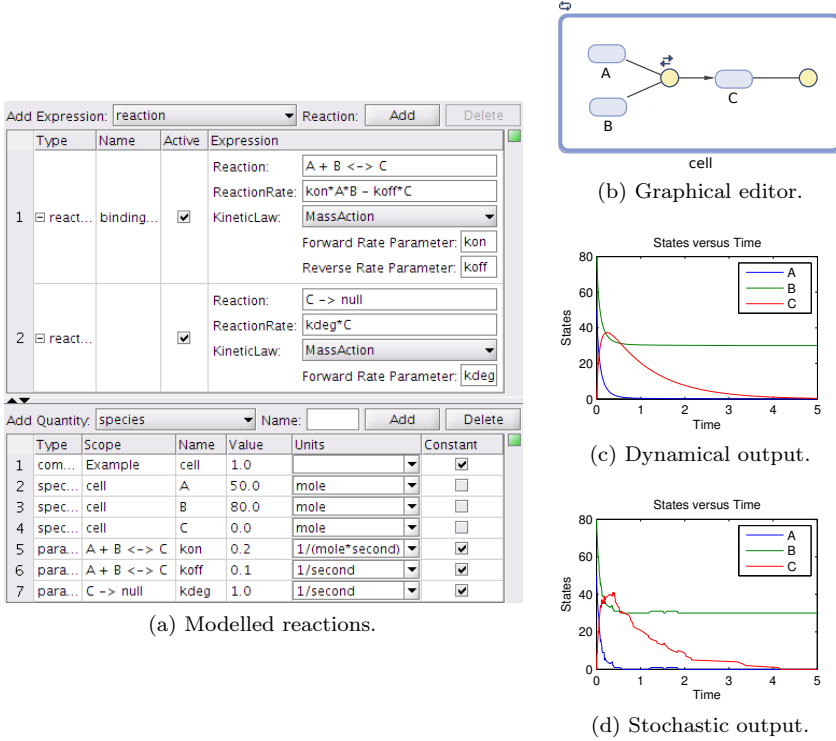 Add Expression: reaction Reaction: Add Delete
Type Name Active Expression
1 react... binding...
Reaction: A + B <-> C
ReactionRate: kon*A*B - koff*C
KineticLaw: MassAction
Forward Rate Parameter: kon
Reverse Rate Parameter: koff
2 react...
Reaction: C -> null
ReactionRate: kdeg*C
KineticLaw: MassAction
Forward Rate Parameter: kdeg
Add Quantity: species Name: Add Delete
Type Scope Name Value Units Constant
1 com... Example cell 1.0
2 spec... cell A 50.0 mole
3 spec... cell B 80.0 mole
4 spec... cell C 0.0 mole
5 para... A + B <-> C kon 0.2 1/(mole*second)
6 para... A + B <-> C koff 0.1 1/second
7 para... C -> null kdeg 1.0 1/second
(a) Modelled reactions.
A
B
C
cell
(b) Graphical editor.
States versus Time
80
60
40
20
0
States
A
B
C
0 1 2 3 4 5
Time
(c) Dynamical output.
States versus Time
80
60
40
20
0
States
A
B
C
0 1 2 3 4 5
Time
(d) Stochastic output.